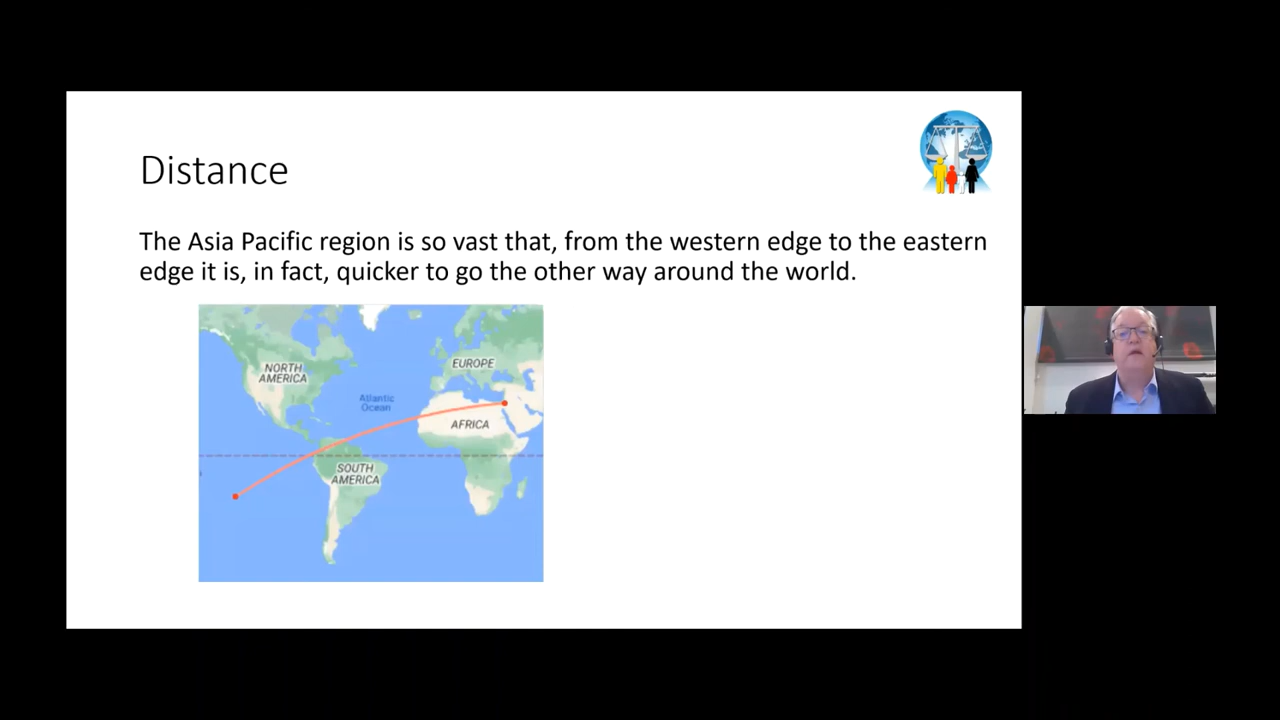 Distance
The Asia Pacific region is so vast that, from the western edge to the eastern
edge it is, in fact, quicker to go the other way around the world.
NORTH
AMERICA
EUROPE
Atlantic
Ocean
AFRICA
SOUTH
AMERICA